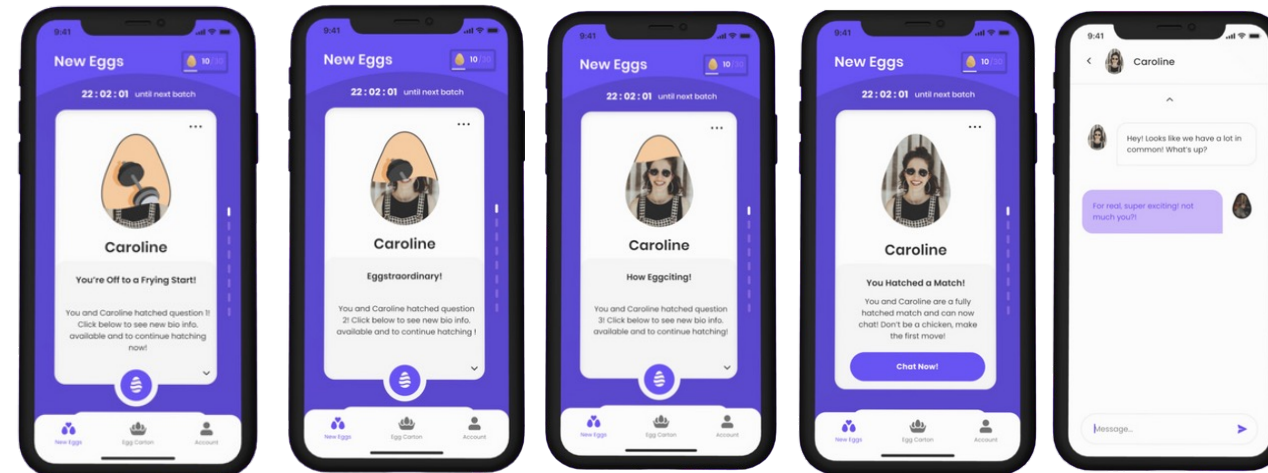 9:41
New Eggs
10/30
22:02:01 until next batch
Caroline
You're Off to a Frying Start!
You and Caroline hatched question 1!
Click below to see new bio info.
available and to continue hatching
now!
New Eggs
Egg Carton
Account
9:41
New Eggs
10/30
22:02:01 until next batch
Caroline
Eggstraordinary!
You and Caroline hatched question
2! Click below to see new bio info.
available and to continue hatching !
New Eggs
Egg Carton
Account
9:41
New Eggs
10/30
22:02:01 until next batch
Caroline
How Eggciting!
You and Caroline hatched question
3! Click below to see new bio info.
available and to continue hatching!
New Eggs
Egg Carton
Account
9:41
New Eggs
10/30
22:02:01 until next batch
Caroline
You Hatched a Match!
You and Caroline are a fully
hatched match and can now
chat! Don't be a chicken, make
the first move!
Chat Now!
New Eggs
Egg Carton
Account
9:41
Caroline
Hey! Looks like we have a lot in
common! What's up?
For real, super exciting! not
much you?!
Message...